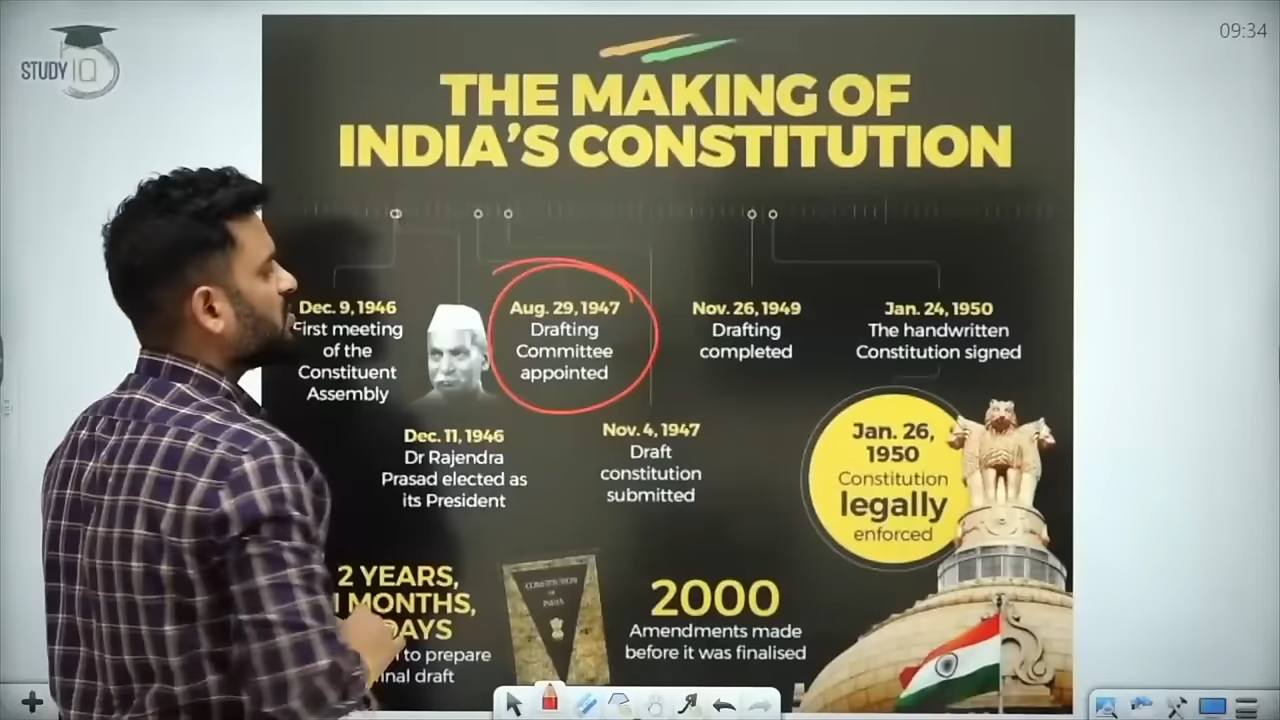 STUDY IQ
09:34
THE MAKING OF
INDIA'S CONSTITUTION
Dec. 9, 1946
First meeting
of the
Constituent
Assembly
Dec. 11, 1946
Dr Rajendra
Prasad elected as
its President
Aug. 29, 1947
Drafting
Committee
appointed
Nov. 4, 1947
Draft
constitution
submitted
Nov. 26, 1949
Drafting
completed
Jan. 24, 1950
The handwritten
Constitution signed
Jan. 26,
1950
Constitution
legally
enforced
2 YEARS,
MONTHS,
to prepare
draft
CONSTITUTION
OF
INDIA
2000
Amendments made
before it was finalised